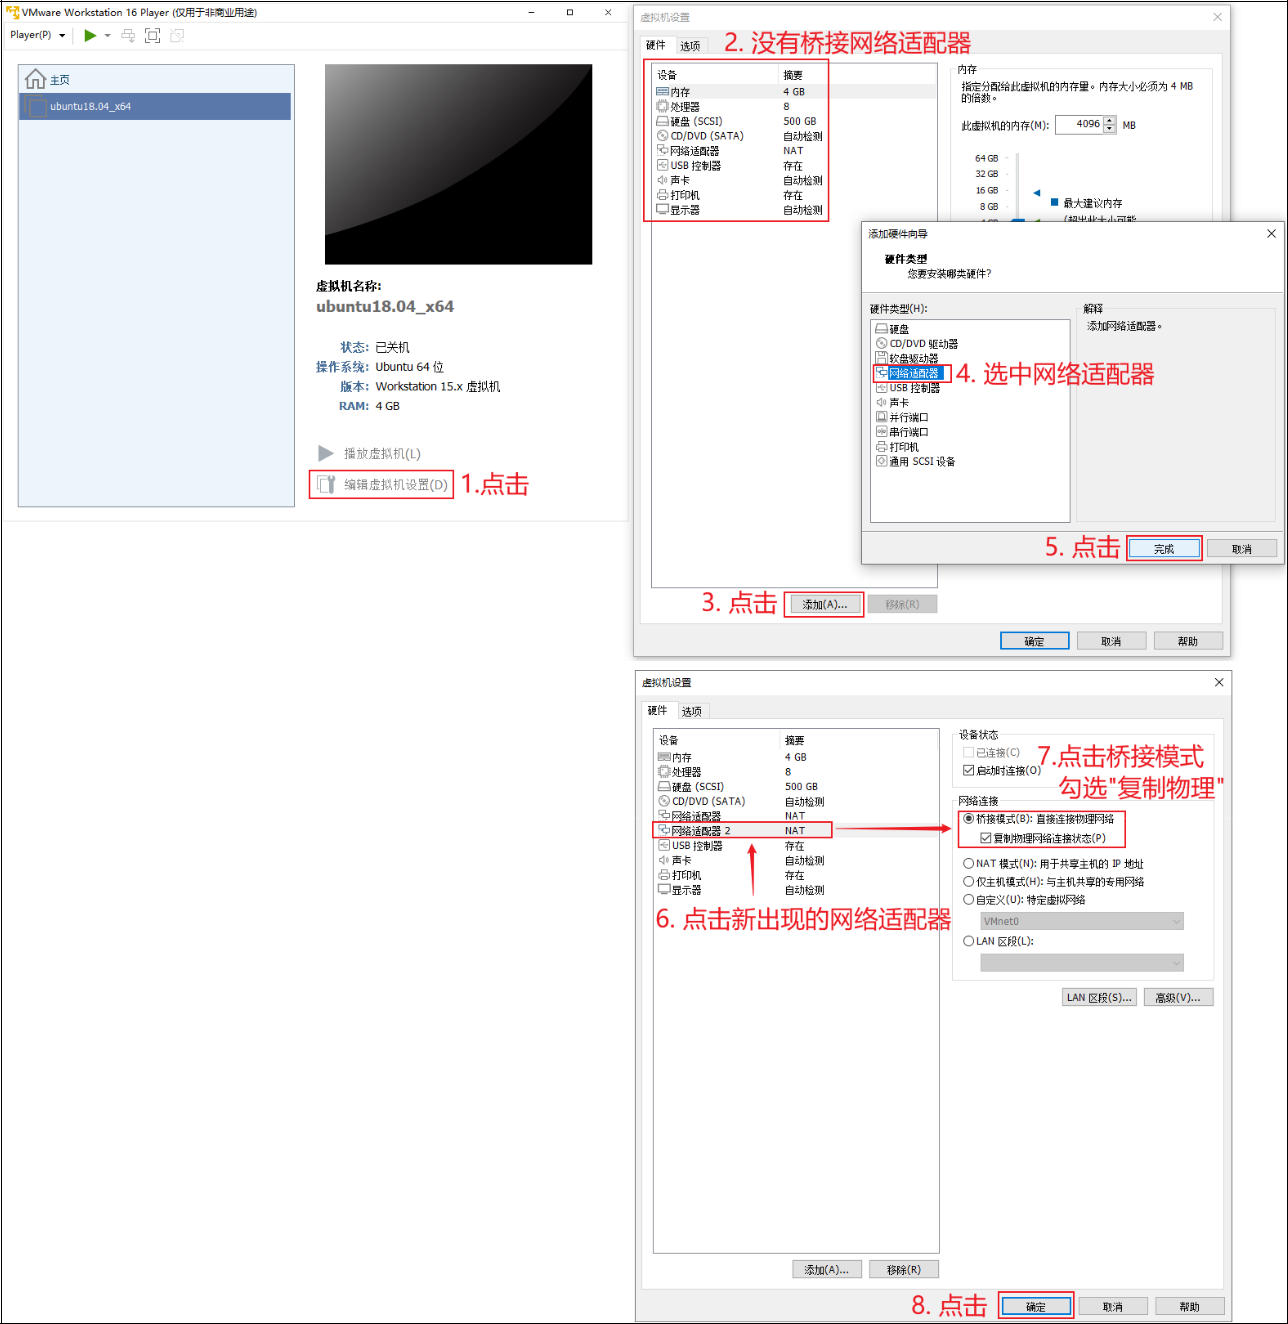 VMware Workstation 16 Player (仅用于非商业用途)
Player(P)
主页
ubuntu18.04_x64
虚拟机名称:
ubuntu18.04_x64
状态: 已关机
操作系统: Ubuntu 64 位
版本: Workstation 15.x 虚拟机
RAM: 4 GB
播放虚拟机(L)
编辑虚拟机设置(D)
1.点击
虚拟机设置
硬件 选项
2. 没有桥接网络适配器
设备 摘要
内存 4 GB
处理器 8
硬盘 (SCSI) 500 GB
CD/DVD (SATA) 自动检测
网络适配器 NAT
USB 控制器 存在
声卡 自动检测
打印机 存在
显示器 自动检测
内存
指定分配给此虚拟机的内存量。内存大小必须为 4 MB
的倍数。
此虚拟机的内存(M): 4096 MB
64 GB
32 GB
16 GB
8 GB
最大建议内存
(超出此大小可能
添加硬件向导
硬件类型
您要安装哪类硬件?
硬件类型(H):
硬盘
CD/DVD 驱动器
软盘驱动器
网络适配器
USB 控制器
声卡
并行端口
串行端口
打印机
通用 SCSI 设备
解释
添加网络适配器。
4. 选中网络适配器
5. 点击
完成 取消
3. 点击
添加(A)... 移除(R)
确定 取消 帮助
虚拟机设置
硬件 选项
设备 摘要
内存 4 GB
处理器 8
硬盘 (SCSI) 500 GB
CD/DVD (SATA) 自动检测
网络适配器 NAT
网络适配器 2 NAT
USB 控制器 存在
声卡 自动检测
打印机 存在
显示器 自动检测
6. 点击新出现的网络适配器
设备状态
已连接(C)
启动时连接(O)
7.点击桥接模式
勾选"复制物理"
网络连接
桥接模式(B): 直接连接物理网络
复制物理网络连接状态(P)
NAT 模式(N): 用于共享主机的 IP 地址
仅主机模式(H): 与主机共享的专用网络
自定义(U): 特定虚拟网络
VMnet0
LAN 区段(L):
LAN 区段(S)... 高级(V)...
添加(A)... 移除(R)
8. 点击
确定 取消 帮助